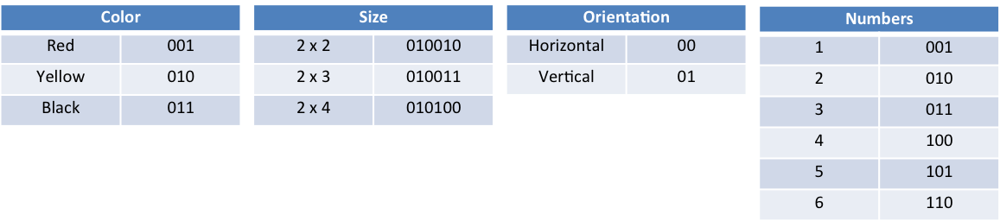 Color
Red 001
Yellow 010
Black 011
Size
2 x 2 010010
2 x 3 010011
2 x 4 010100
Orientation
Horizontal 00
Vertical 01
Numbers
1 001
2 010
3 011
4 100
5 101
6 110